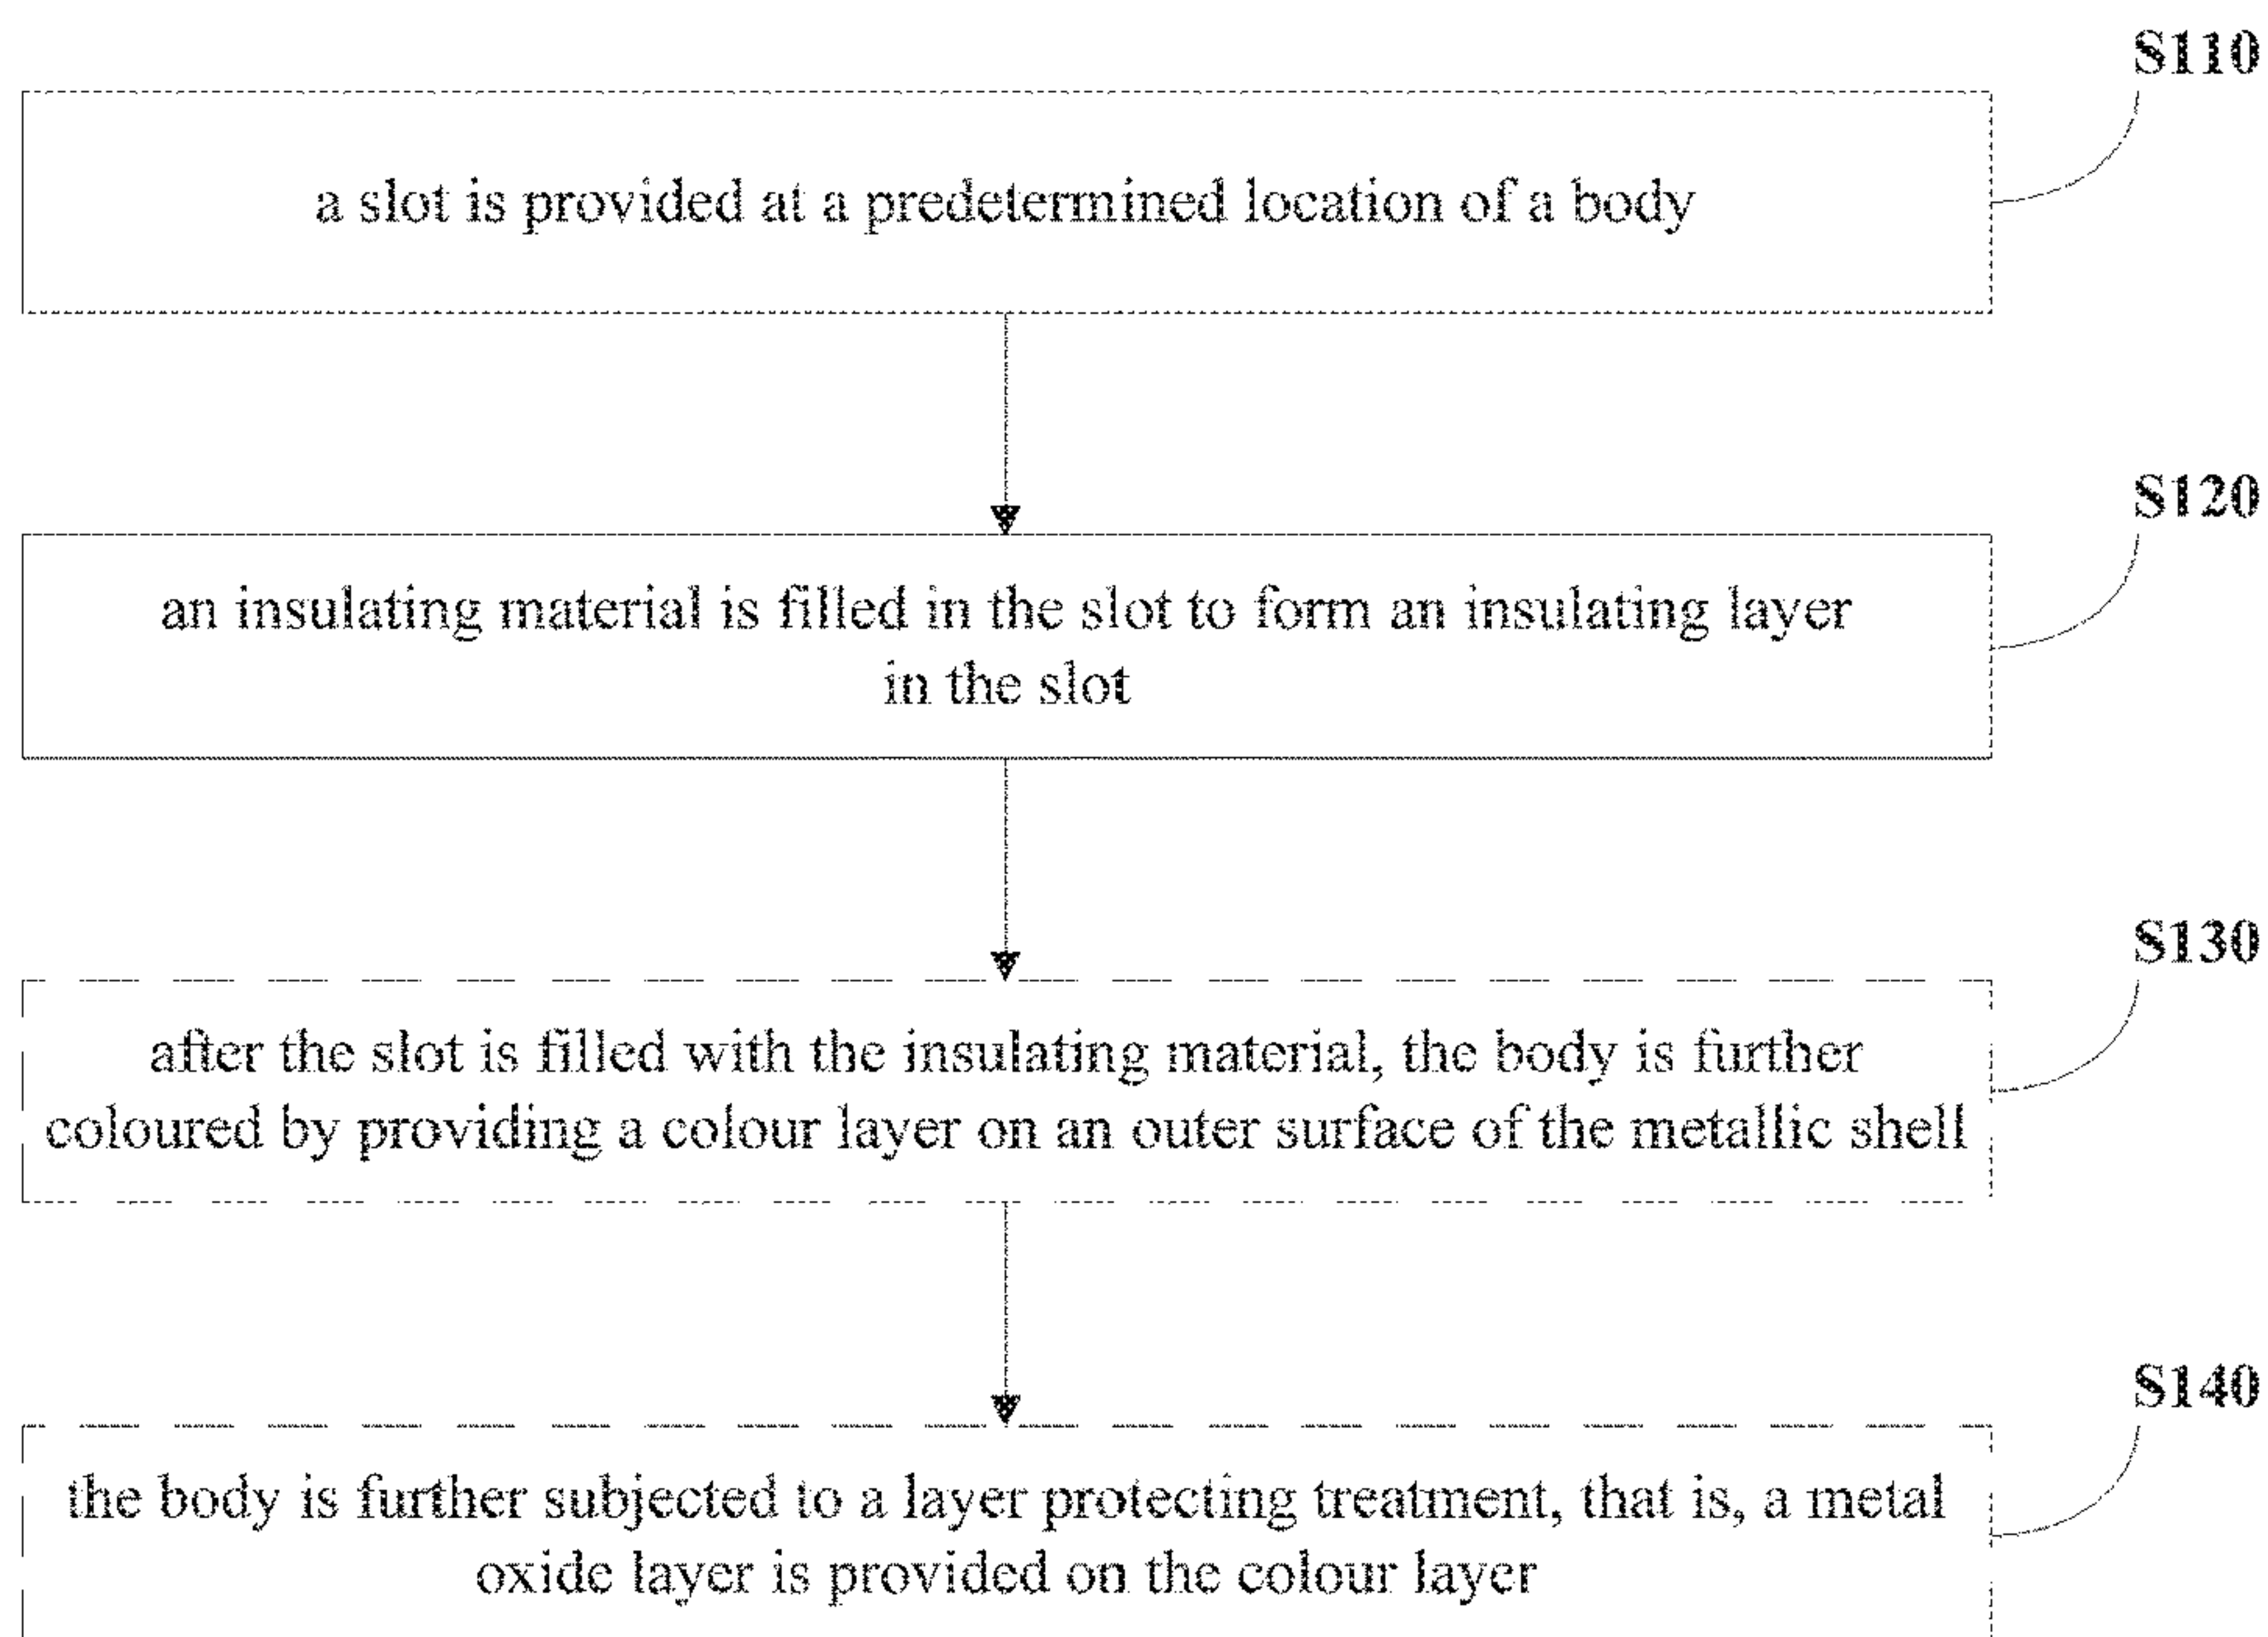 S110
a slot is provided at a predetermined location of a body
S120
an insulating material is filled in the slot to form an insulating layer
in the slot
S130
after the slot is filled with the insulating material, the body is further
coloured by providing a colour layer on an outer surface of the metallic shell
S140
the body is further subjected to a layer protecting treatment, that is, a metal
oxide layer is provided on the colour layer